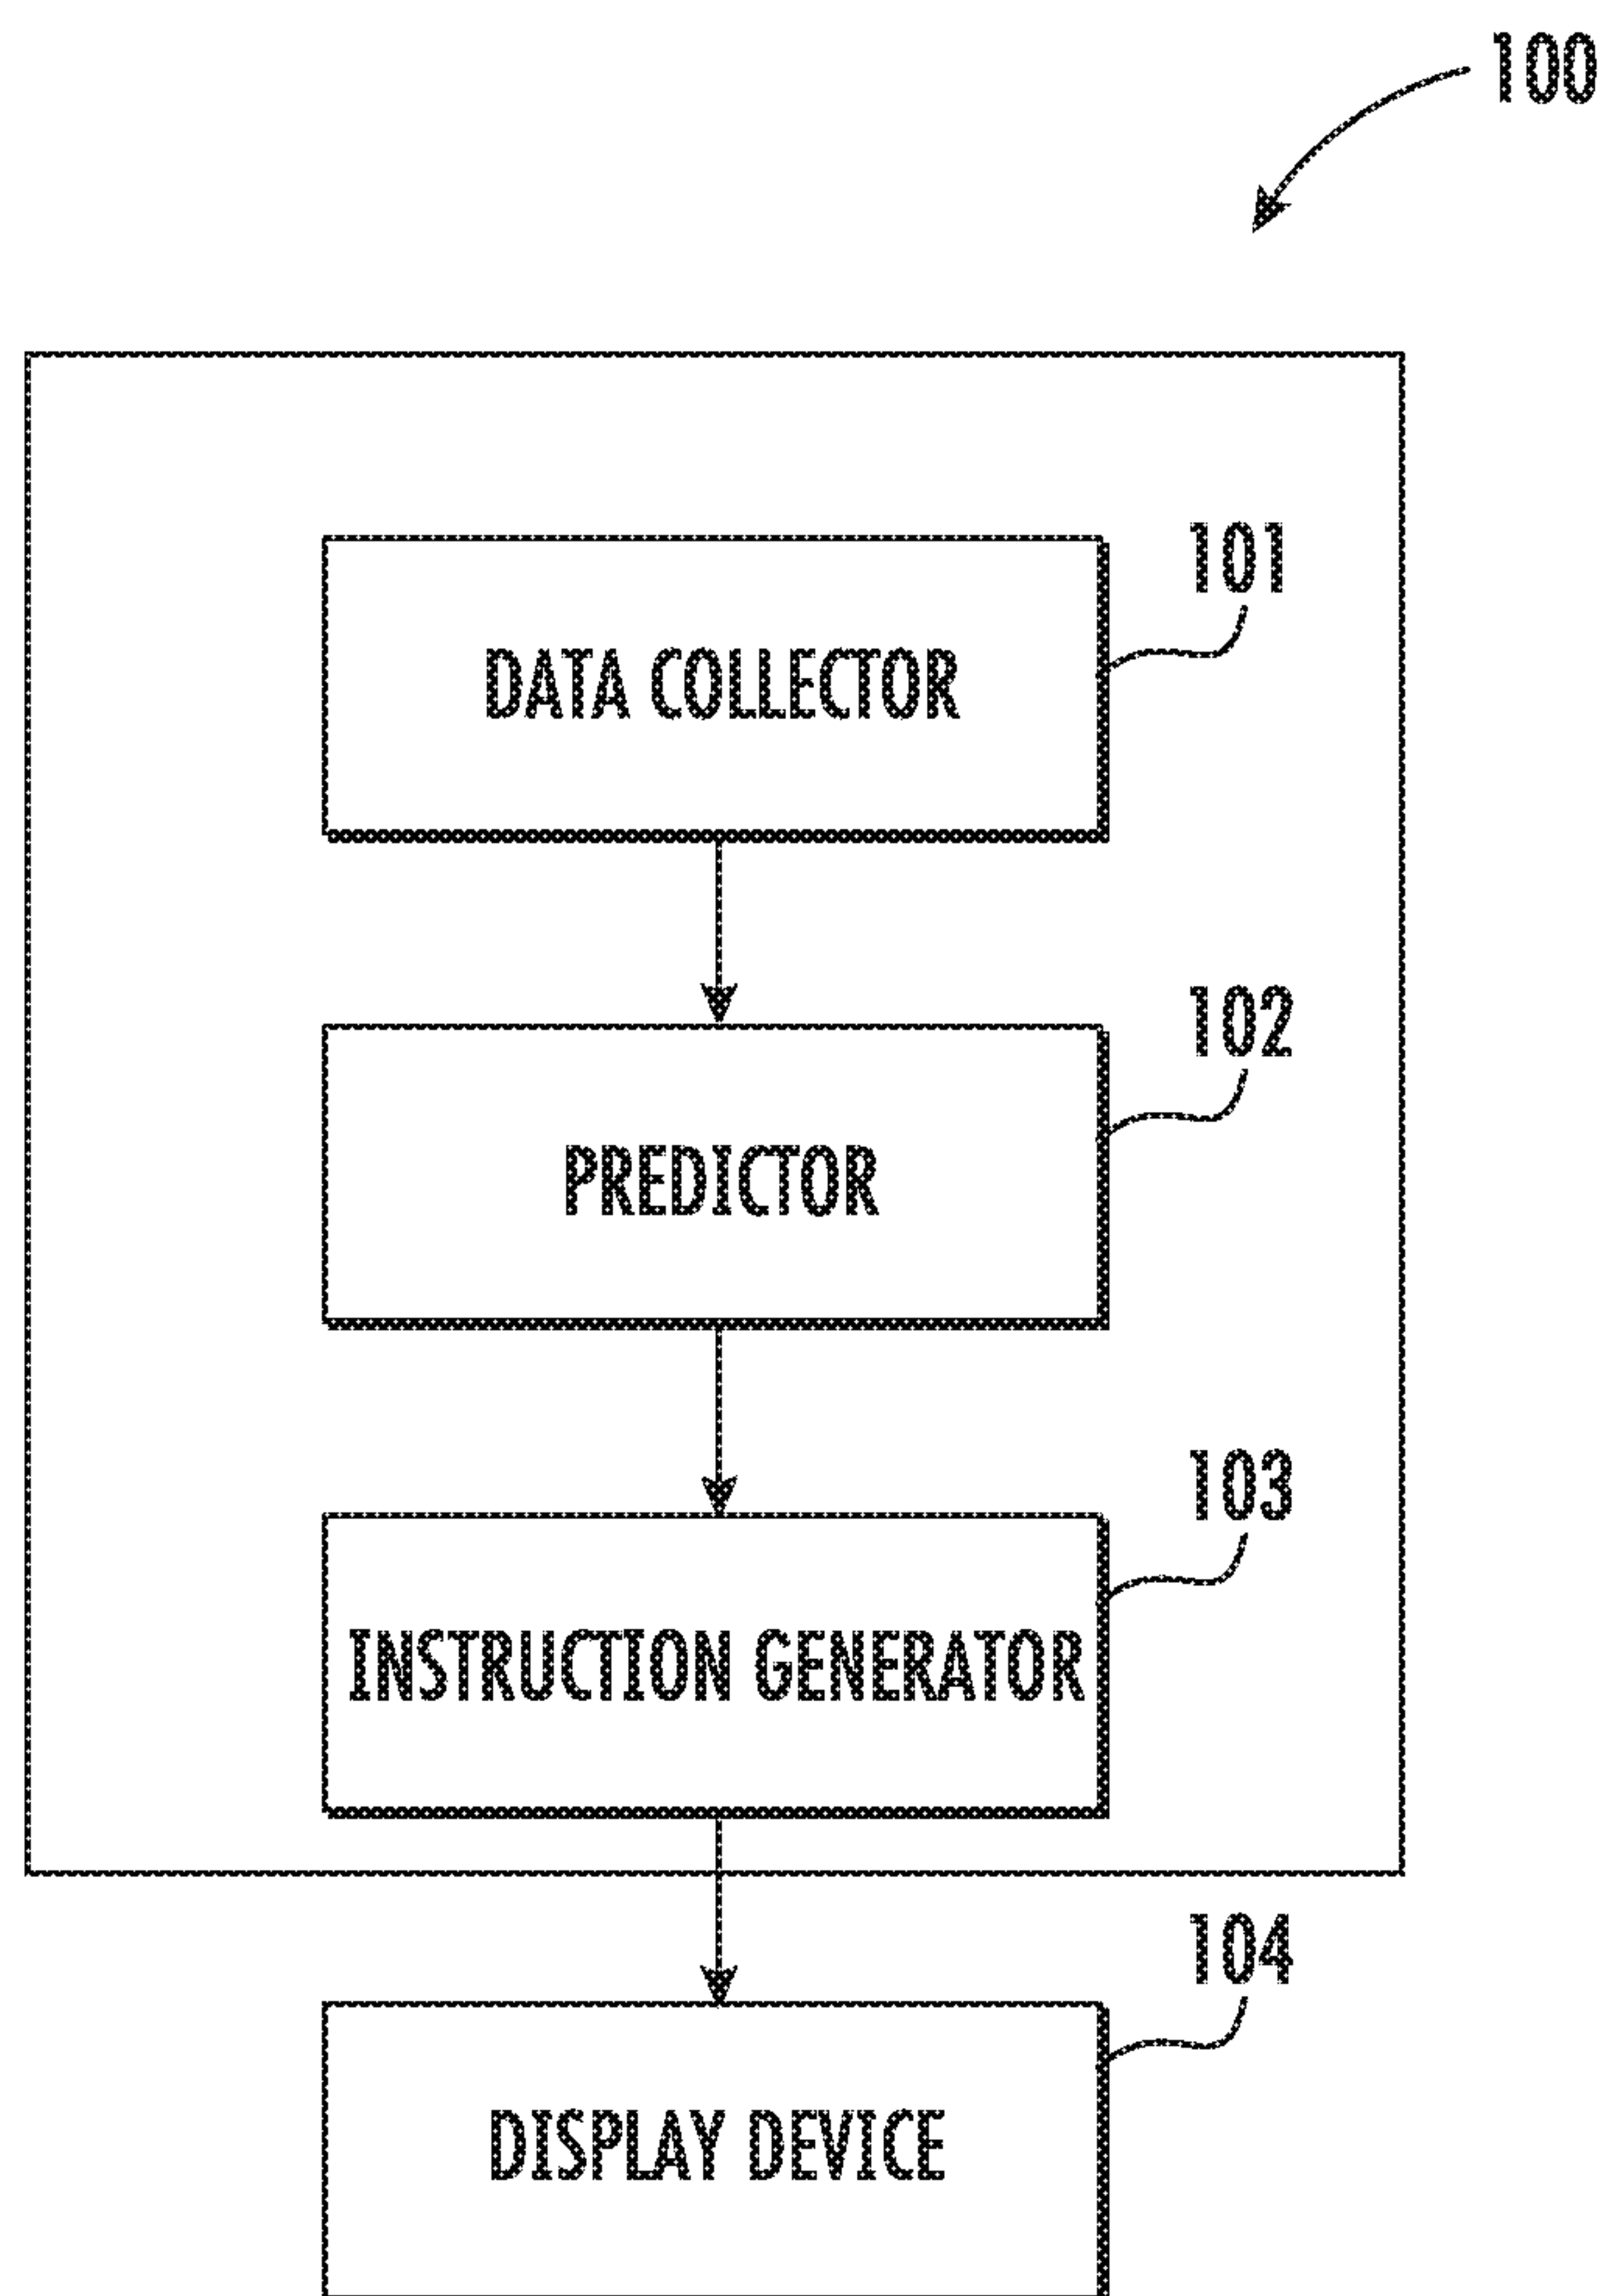 100
101
DATA COLLECTOR
102
PREDICTOR
103
INSTRUCTION GENERATOR
104
DISPLAY DEVICE